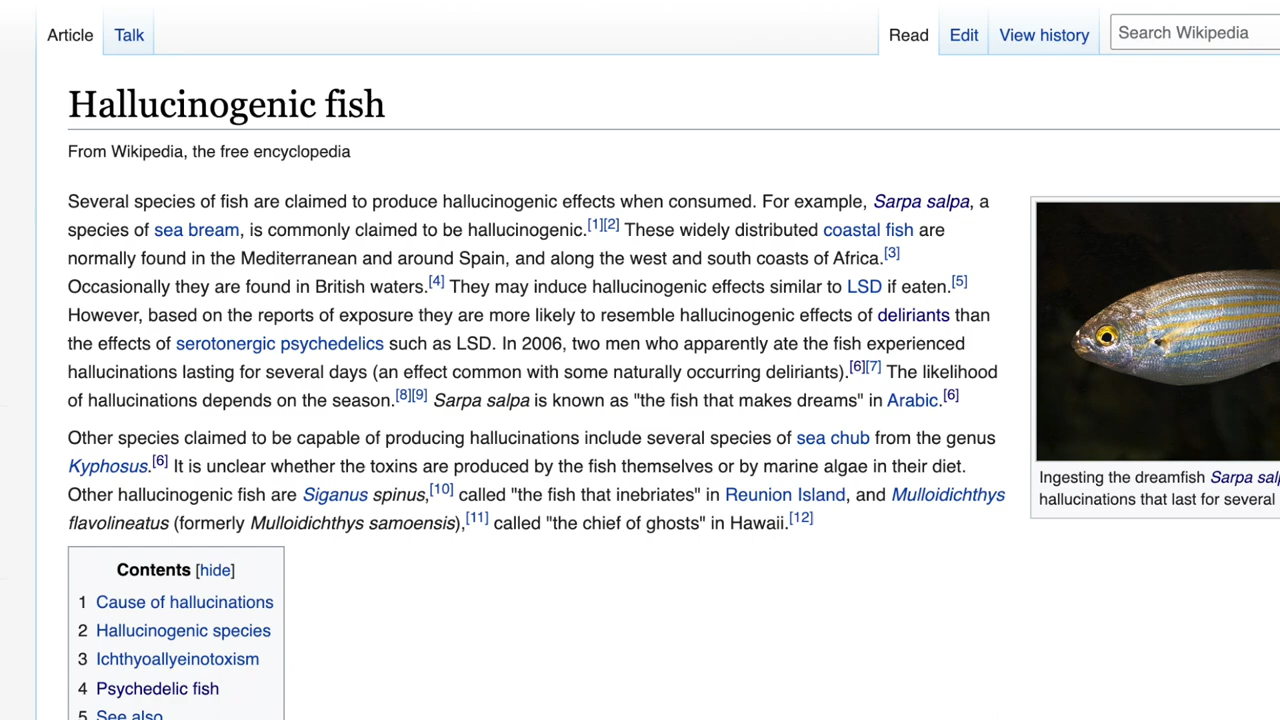 Article Talk Read Edit View history Search Wikipedia
Hallucinogenic fish
From Wikipedia, the free encyclopedia
Several species of fish are claimed to produce hallucinogenic effects when consumed. For example, Sarpa salpa, a
species of sea bream, is commonly claimed to be hallucinogenic.[1][2] These widely distributed coastal fish are
normally found in the Mediterranean and around Spain, and along the west and south coasts of Africa.[3]
Occasionally they are found in British waters.[4] They may induce hallucinogenic effects similar to LSD if eaten.[5]
However, based on the reports of exposure they are more likely to resemble hallucinogenic effects of deliriants than
the effects of serotonergic psychedelics such as LSD. In 2006, two men who apparently ate the fish experienced
hallucinations lasting for several days (an effect common with some naturally occurring deliriants).[6][7] The likelihood
of hallucinations depends on the season.[8][9] Sarpa salpa is known as "the fish that makes dreams" in Arabic.[6]
Other species claimed to be capable of producing hallucinations include several species of sea chub from the genus
Kyphosus.[6] It is unclear whether the toxins are produced by the fish themselves or by marine algae in their diet.
Other hallucinogenic fish are Siganus spinus,[10] called "the fish that inebriates" in Reunion Island, and Mulloidichthys
flavolineatus (formerly Mulloidichthys samoensis),[11] called "the chief of ghosts" in Hawaii.[12]
Ingesting the dreamfish Sarpa
hallucinations that last for several
Contents [hide]
1 Cause of hallucinations
2 Hallucinogenic species
3 Ichthyoallyeinotoxism
4 Psychedelic fish
5 See also